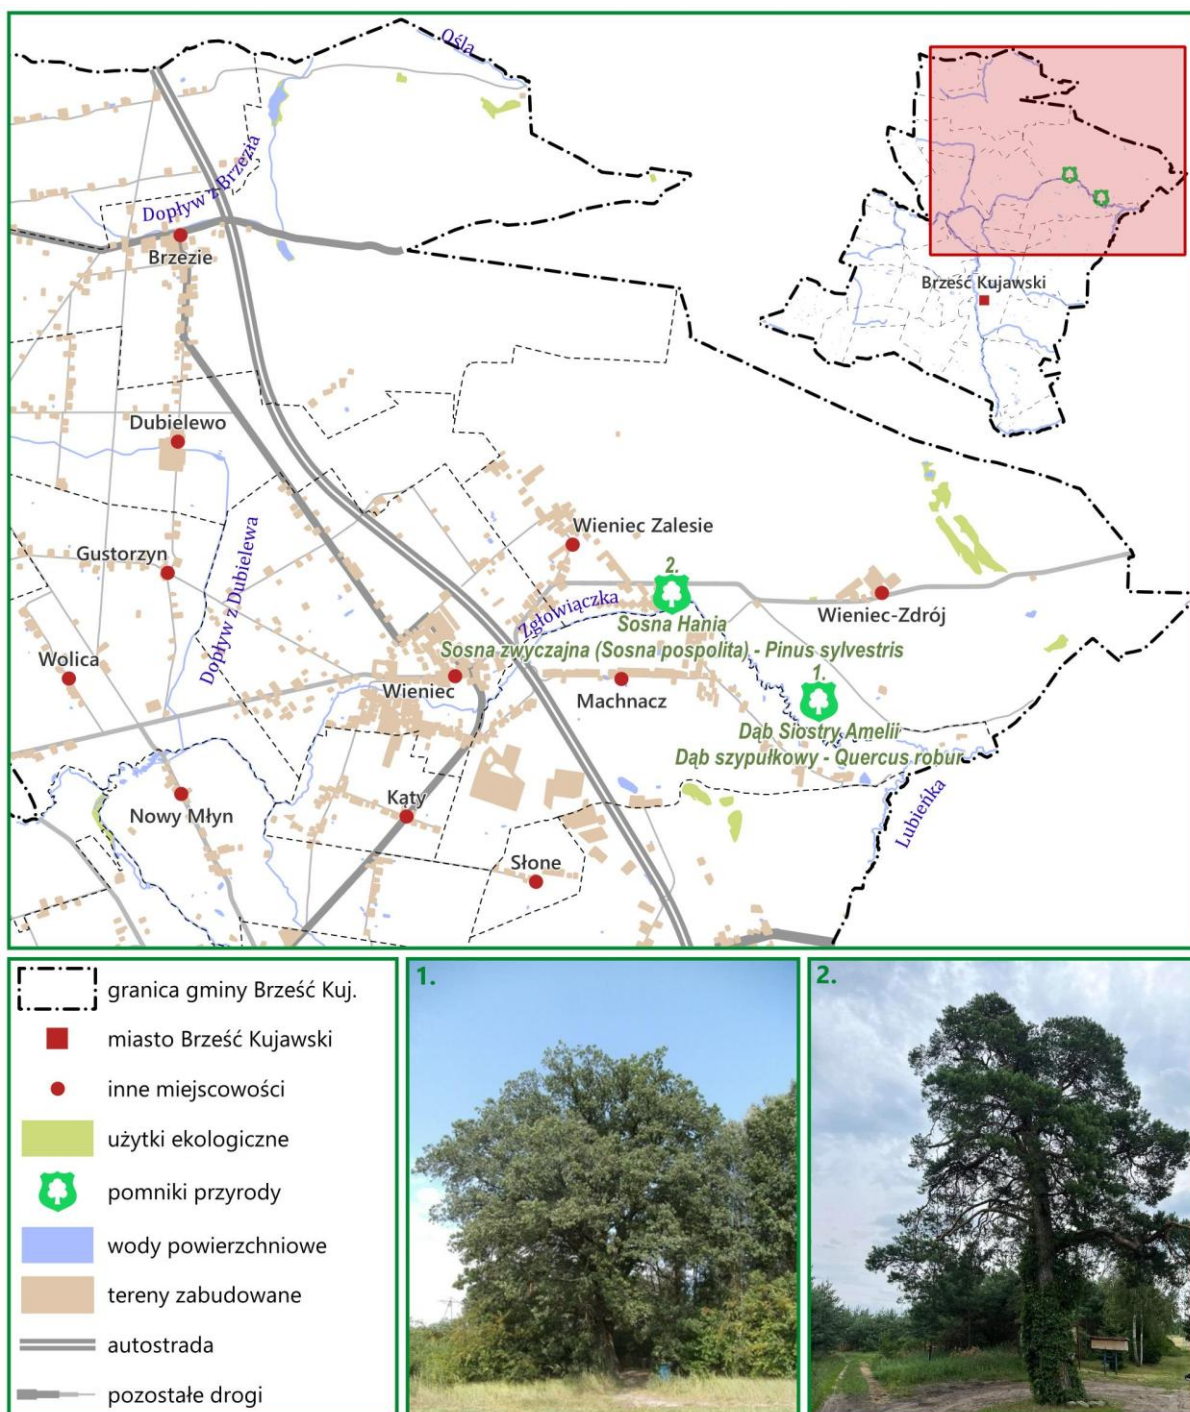 Ośla
Dopływ z Brzezia
Brzezie
Brześć Kujawski
Dubielewo
Dopływ z Dubielewa
Gustorzyn
Wieniec Zalesie
2.
Zgłowiączka
Sosna Hania
Sosna zwyczajna (Sosna pospolita) - Pinus sylvestris
Wieniec-Zdrój
Wolica
Wieniec
Machnacz
1.
Dąb Siostry Amelii
Dąb szypułkowy - Quercus robur
Lubieńka
Nowy Młyn
Kąty
Słone
granica gminy Brześć Kuj.
miasto Brześć Kujawski
inne miejscowości
użytki ekologiczne
pomniki przyrody
wody powierzchniowe
tereny zabudowane
autostrada
pozostałe drogi
1.
2.